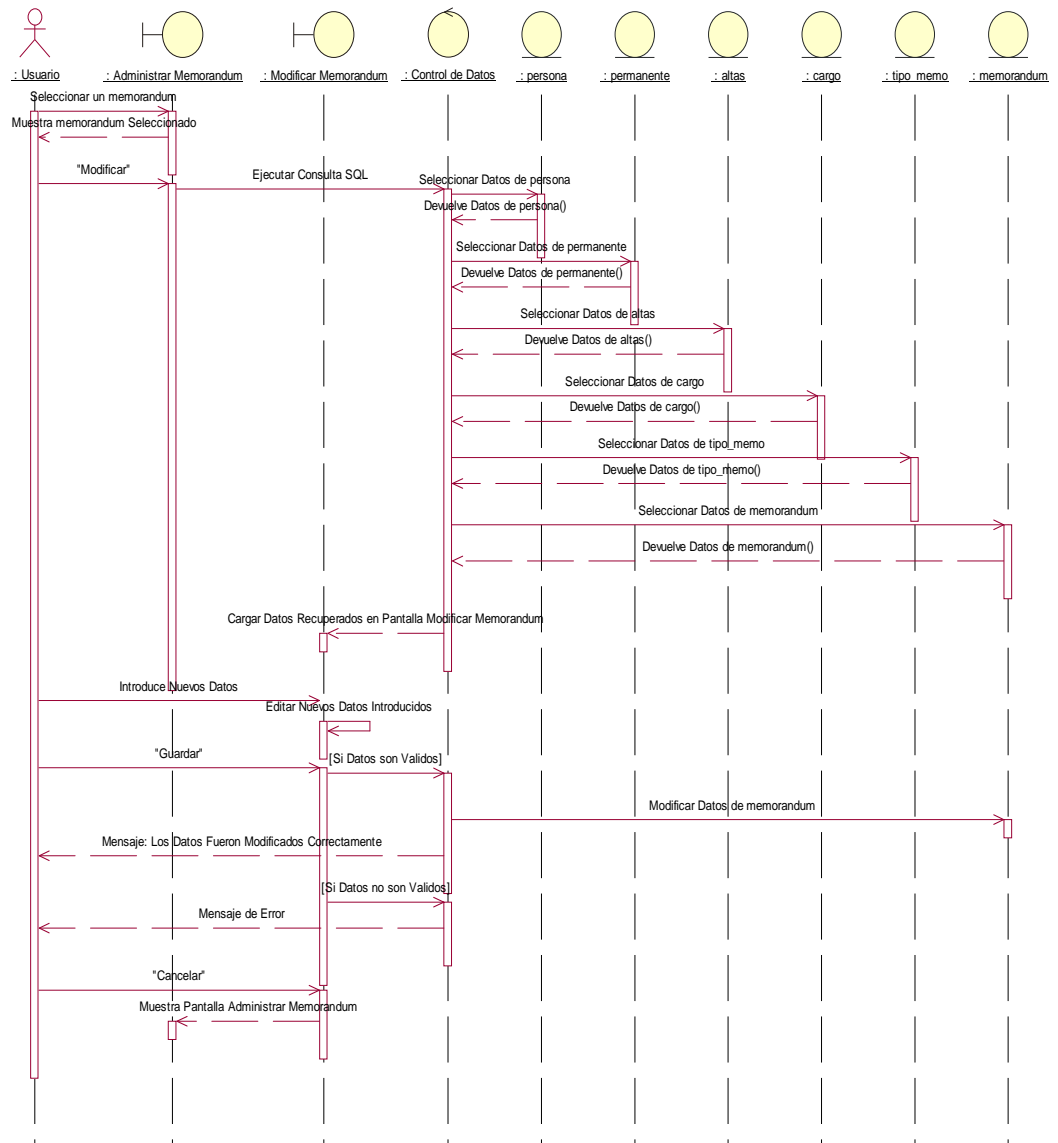 : Usuario
: Administrar Memorandum
: Modificar Memorandum
: Control de Datos
: persona
: permanente
: altas
: cargo
: tipo_memo
: memorandum
Seleccionar un memorandum
Muestra memorandum Seleccionado
"Modificar"
Ejecutar Consulta SQL
Seleccionar Datos de persona
Devuelve Datos de persona()
Seleccionar Datos de permanente
Devuelve Datos de permanente()
Seleccionar Datos de altas
Devuelve Datos de altas()
Seleccionar Datos de cargo
Devuelve Datos de cargo()
Seleccionar Datos de tipo_memo
Devuelve Datos de tipo_memo()
Seleccionar Datos de memorandum
Devuelve Datos de memorandum()
Cargar Datos Recuperados en Pantalla Modificar Memorandum
Introduce Nuevos Datos
Editar Nuevos Datos Introducidos
"Guardar"
[Si Datos son Validos]
Modificar Datos de memorandum
Mensaje: Los Datos Fueron Modificados Correctamente
[Si Datos no son Validos]
Mensaje de Error
"Cancelar"
Muestra Pantalla Administrar Memorandum